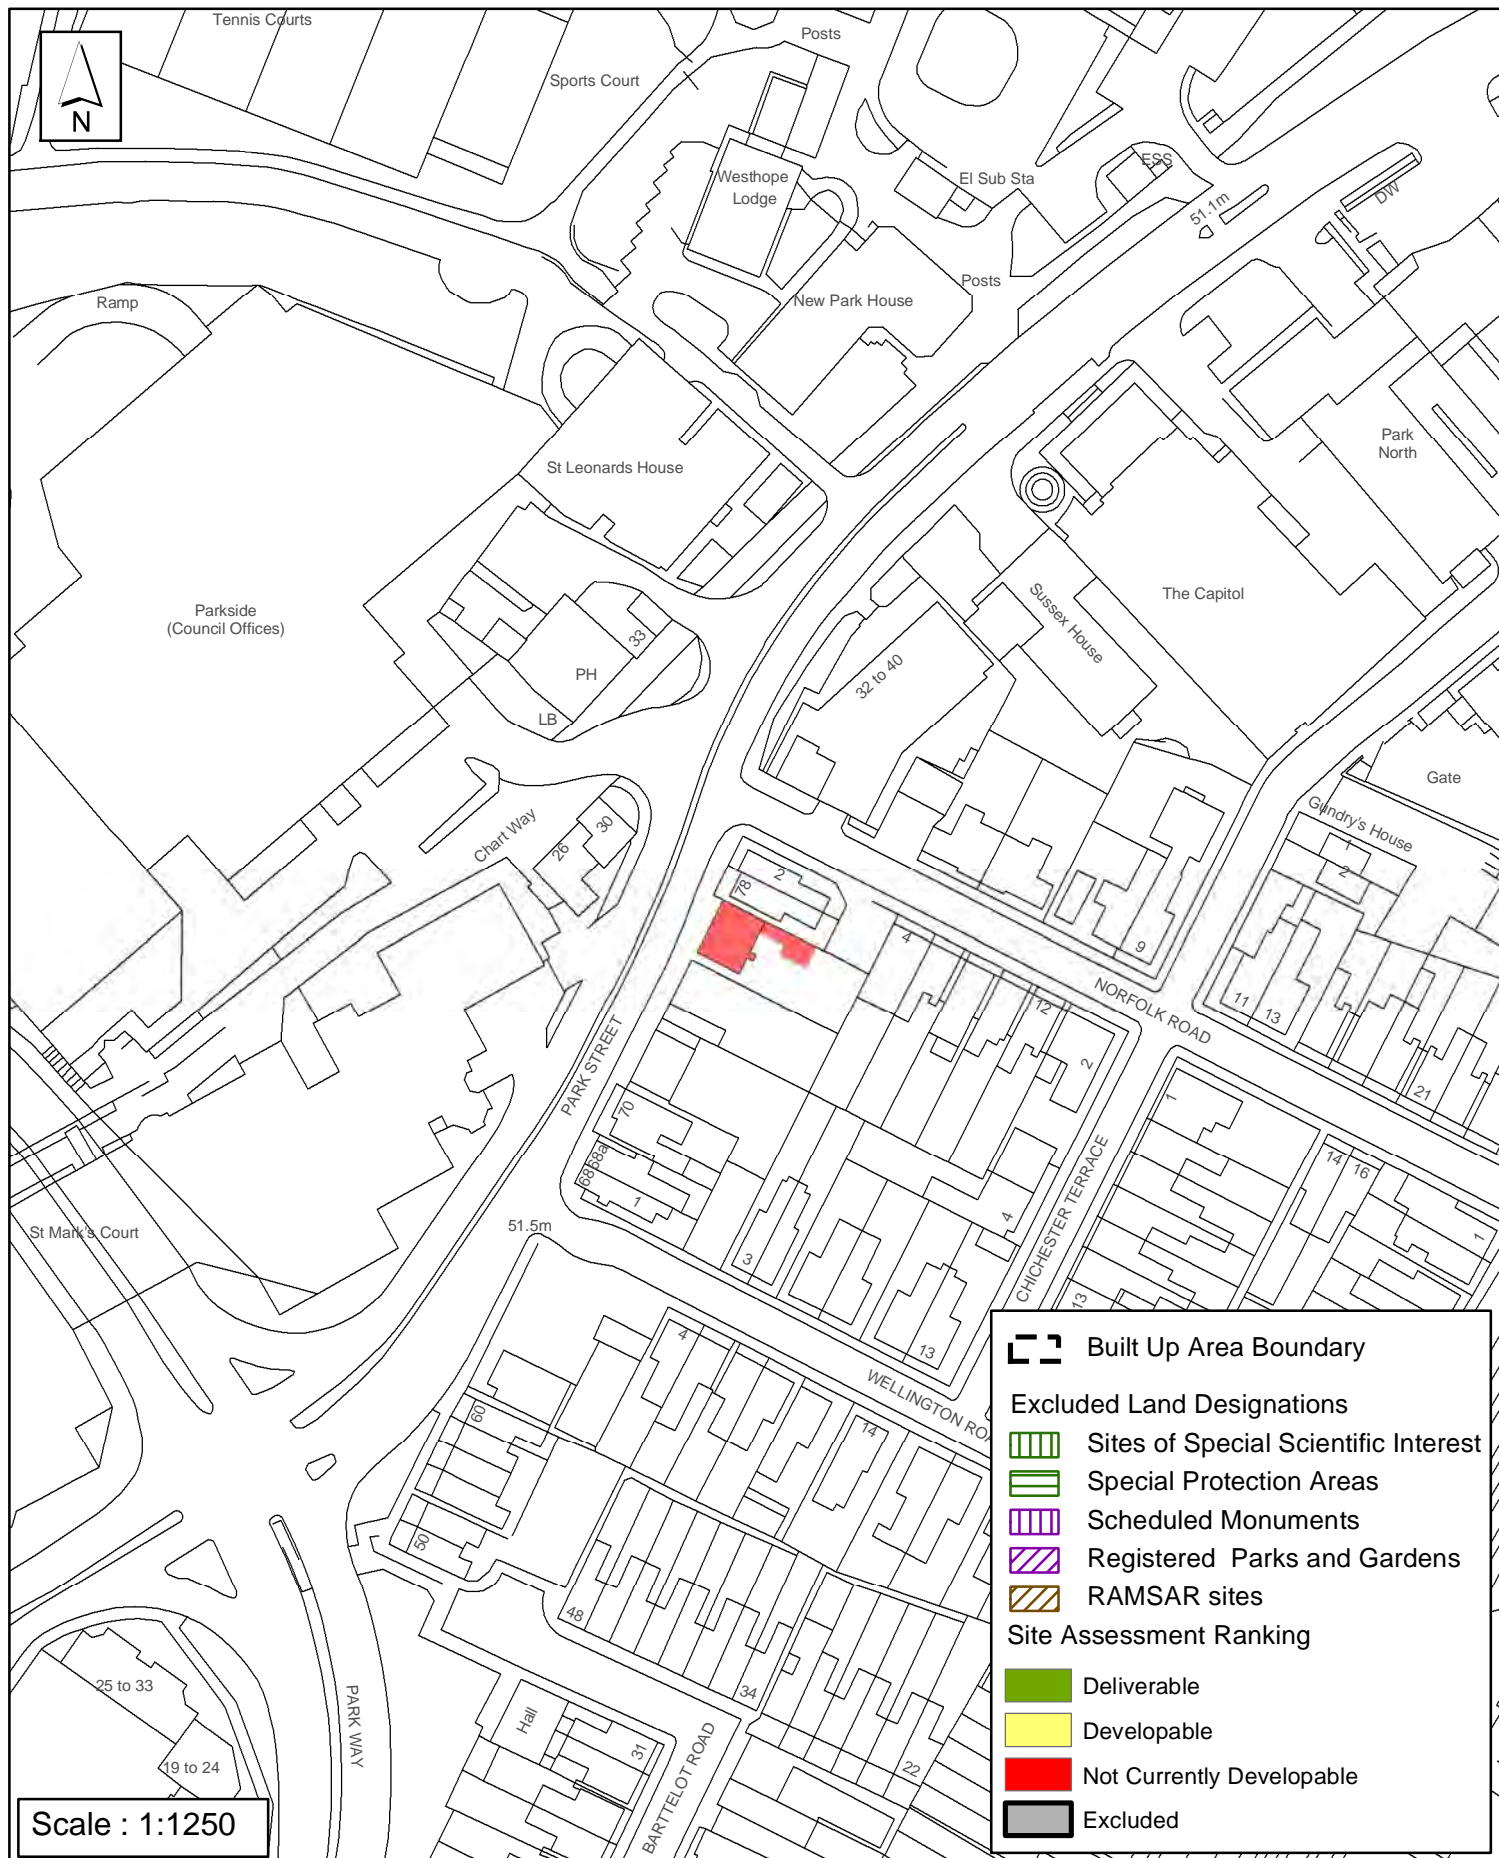 Tennis Courts
Posts
Sports Court
N
Westhope
Lodge
El Sub Sta
ESS
DW
51.1m
Ramp
New Park House
Posts
Park
North
St Leonards House
Parkside
(Council Offices)
33
PH
LB
32 to 40
Sussex House
The Capitol
Gate
Gundry's House
1
2
Chart Way
26
30
2
78
4
9
12
NORFOLK ROAD
11
13
21
PARK STREET
2
1
70
68a
68
1
CHICHESTER TERRACE
14
16
4
1
St Mark's Court
51.5m
3
13
13
4
WELLINGTON ROA
60
14
50
48
34
25 to 33
19 to 24
PARK WAY
Hall
31
BARTTELOT ROAD
22
Built Up Area Boundary
Excluded Land Designations
Sites of Special Scientific Interest
Special Protection Areas
Scheduled Monuments
Registered Parks and Gardens
RAMSAR sites
Site Assessment Ranking
Deliverable
Developable
Not Currently Developable
Excluded
Scale : 1:1250